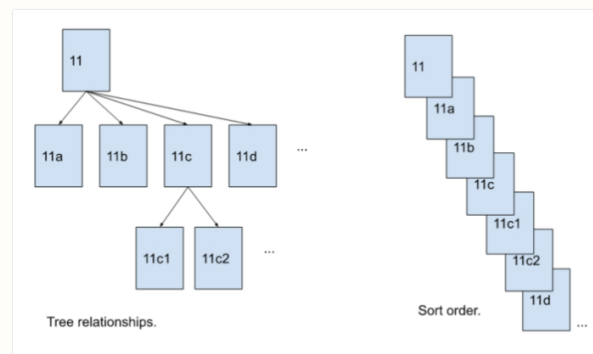 11
11a
11b
11c
11d
...
11c1
11c2
...
Tree relationships.
11
11a
11b
11c
11c1
11c2
11d
...
Sort order.